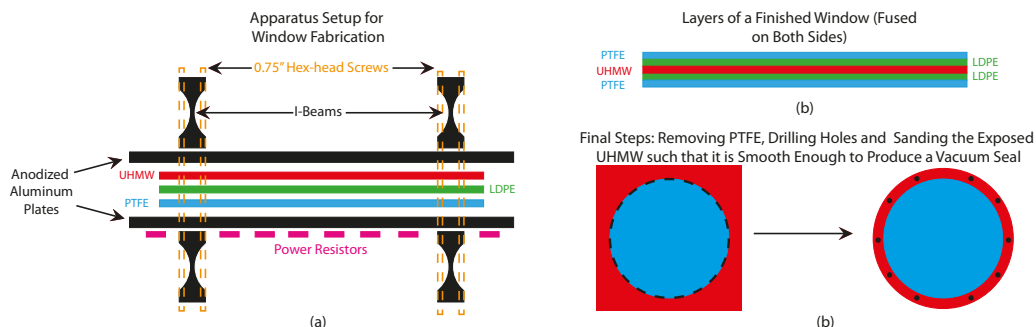 Apparatus Setup for
Window Fabrication
0.75” Hex-head Screws
I-Beams
Anodized
Aluminum
Plates
UHMW
LDPE
PTFE
Power Resistors
(a)
Layers of a Finished Window (Fused
on Both Sides)
PTFE
LDPE
UHMW
LDPE
PTFE
(b)
Final Steps: Removing PTFE, Drilling Holes and Sanding the Exposed
UHMW such that it is Smooth Enough to Produce a Vacuum Seal
(b)